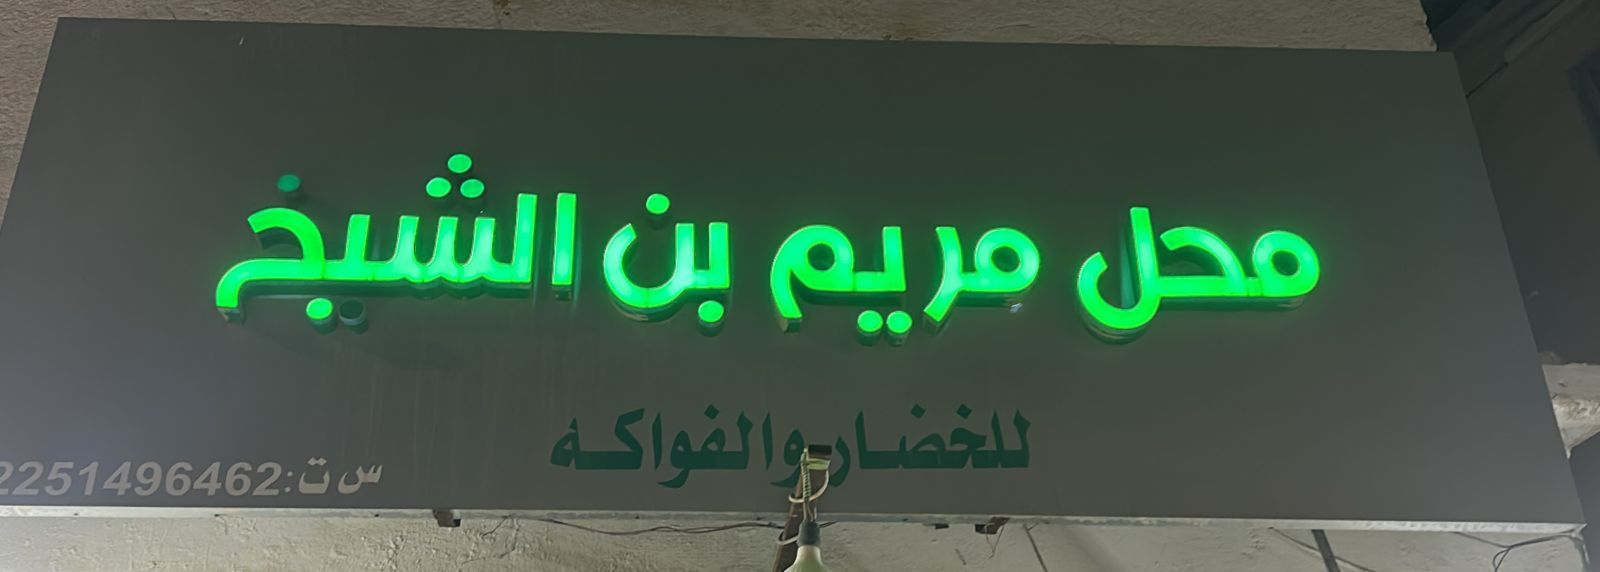 محل مريم بن الشيخ
للخضار والفواكه
س ت:2251496462